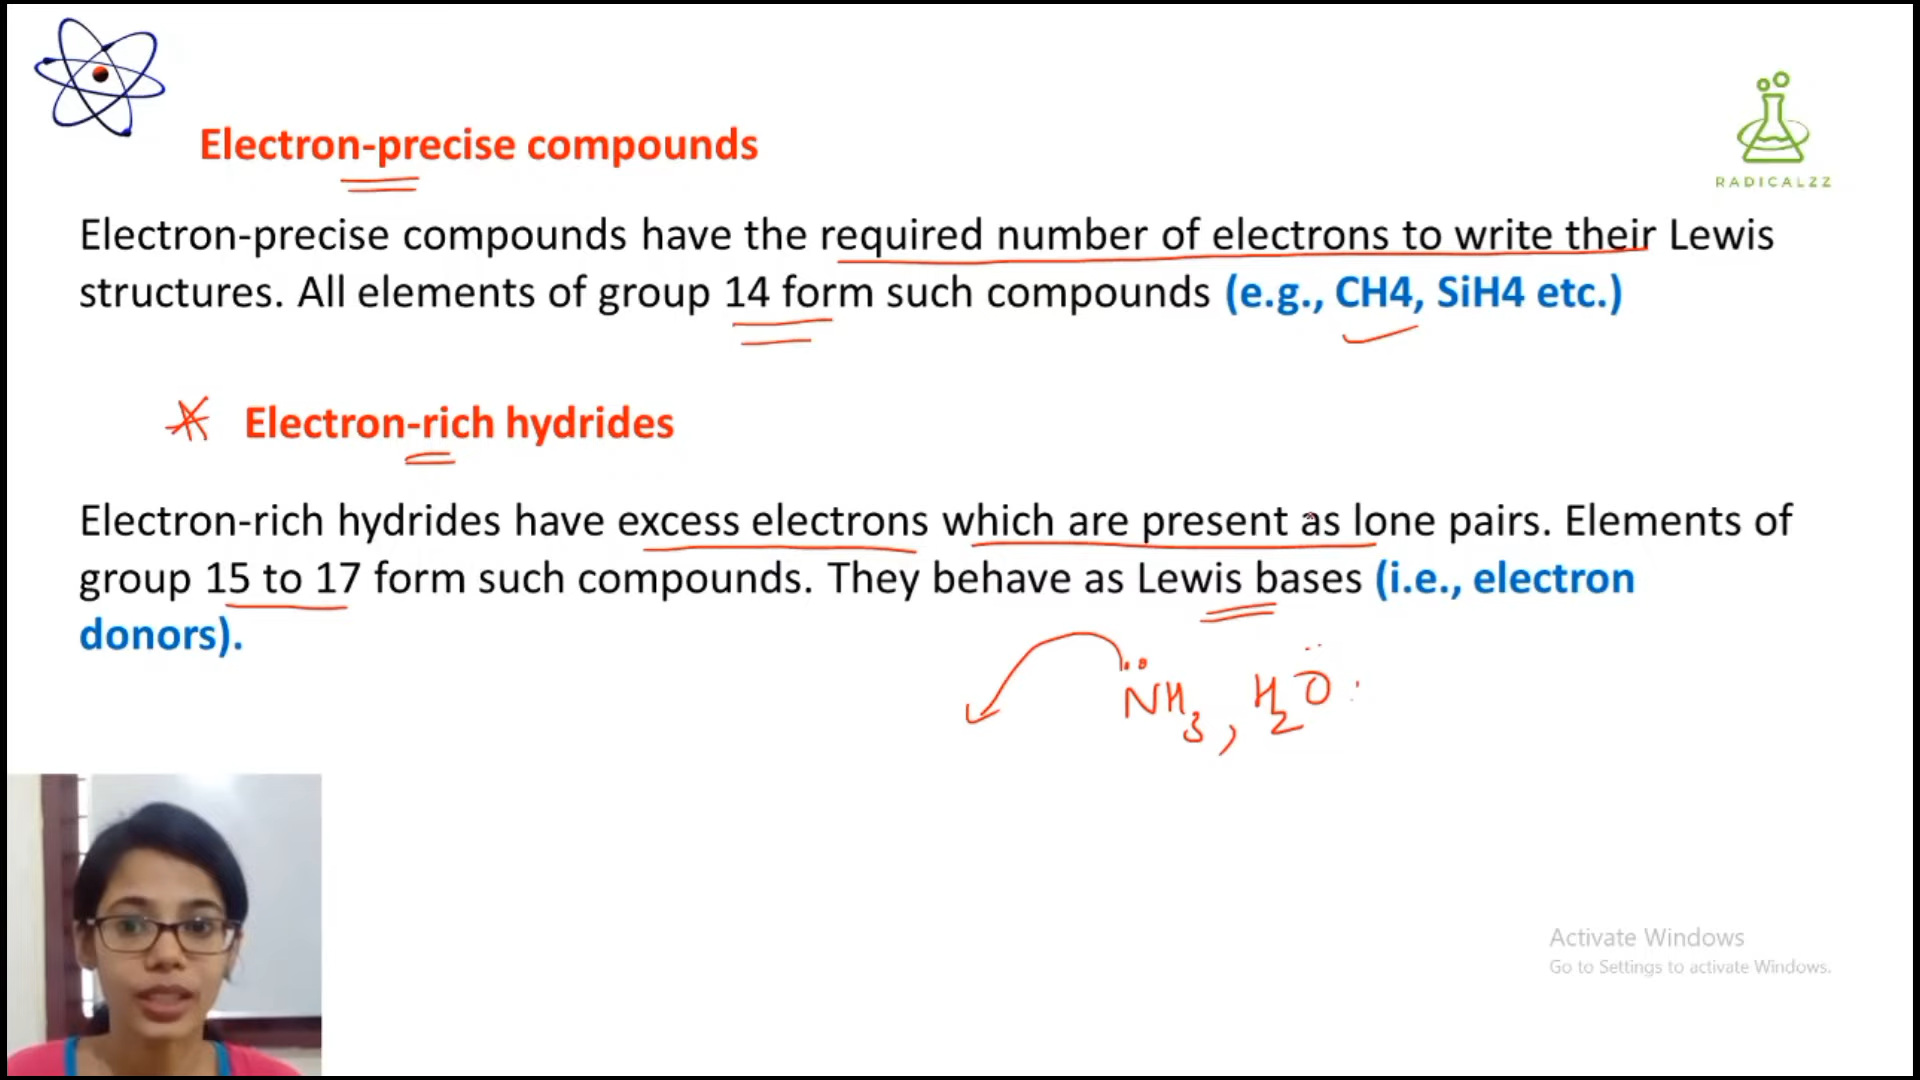 RADICALZZ
Electron-precise compounds
Electron-precise compounds have the required number of electrons to write their Lewis
structures. All elements of group 14 form such compounds (e.g., CH4, SiH4 etc.)
Electron-rich hydrides
Electron-rich hydrides have excess electrons which are present as lone pairs. Elements of
group 15 to 17 form such compounds. They behave as Lewis bases (i.e., electron
donors).
NH3, H2O
Activate Windows
Go to Settings to activate Windows.